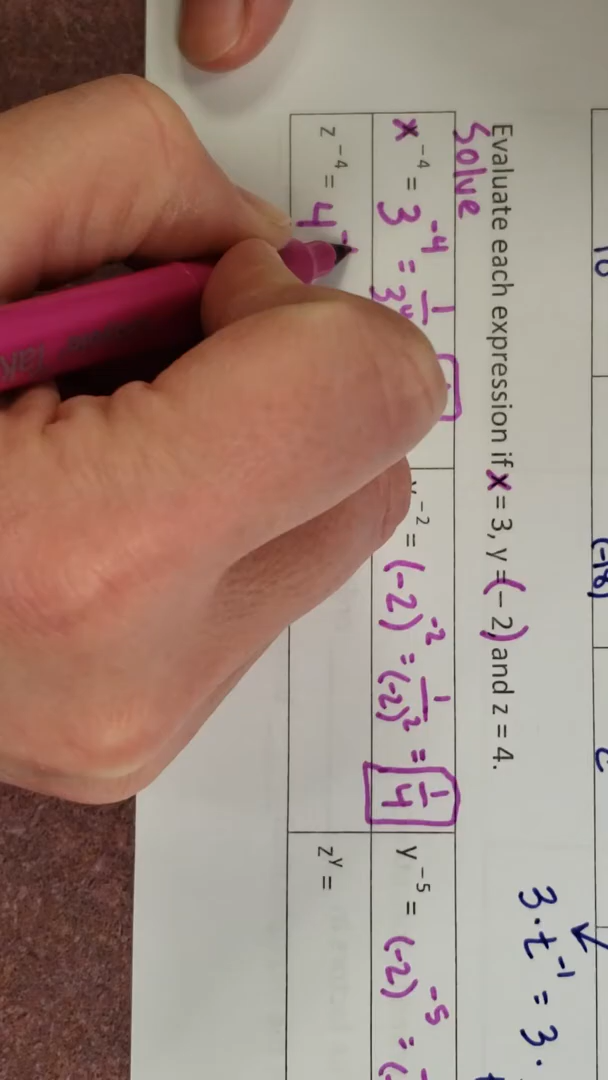 10
(-18)
3·t⁻¹ = 3·
Evaluate each expression if x = 3, y = (-2) and z = 4.
Solve
x⁻⁴ = 3⁻⁴ = 1/3⁴
⁻² = (-2)⁻² = 1/(-2)² = 1/4
y⁻⁵ = (-2)⁻⁵ =
z⁻⁴ = 4⁻
zʸ =